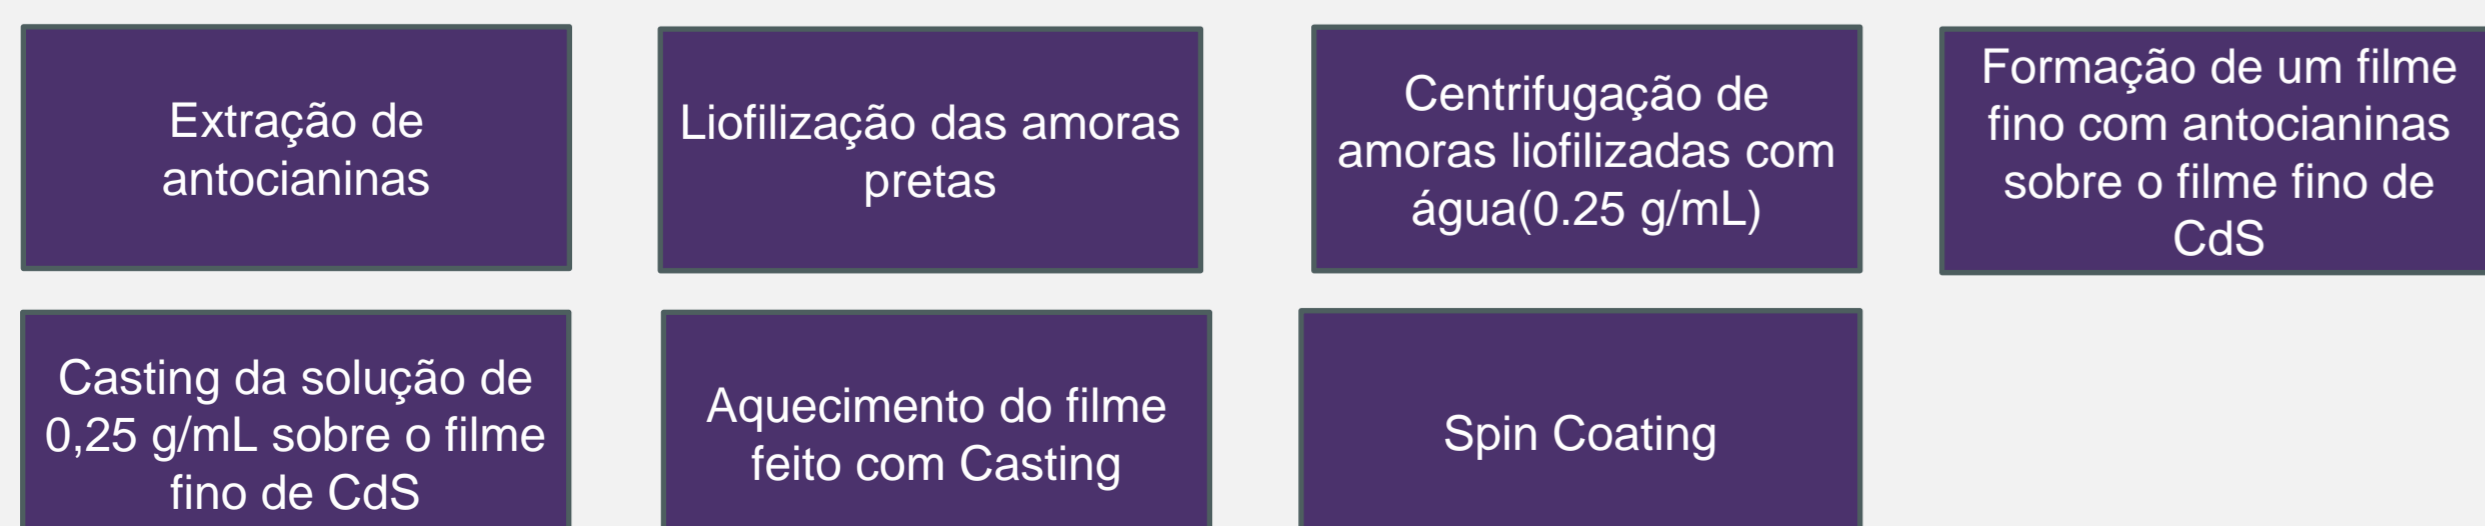 Extração de
antocianinas
Liofilização das amoras
pretas
Centrifugação de
amoras liofilizadas com
água(0.25 g/mL)
Formação de um filme
fino com antocianinas
sobre o filme fino de
CdS
Casting da solução de
0,25 g/mL sobre o filme
fino de CdS
Aquecimento do filme
feito com Casting
Spin Coating